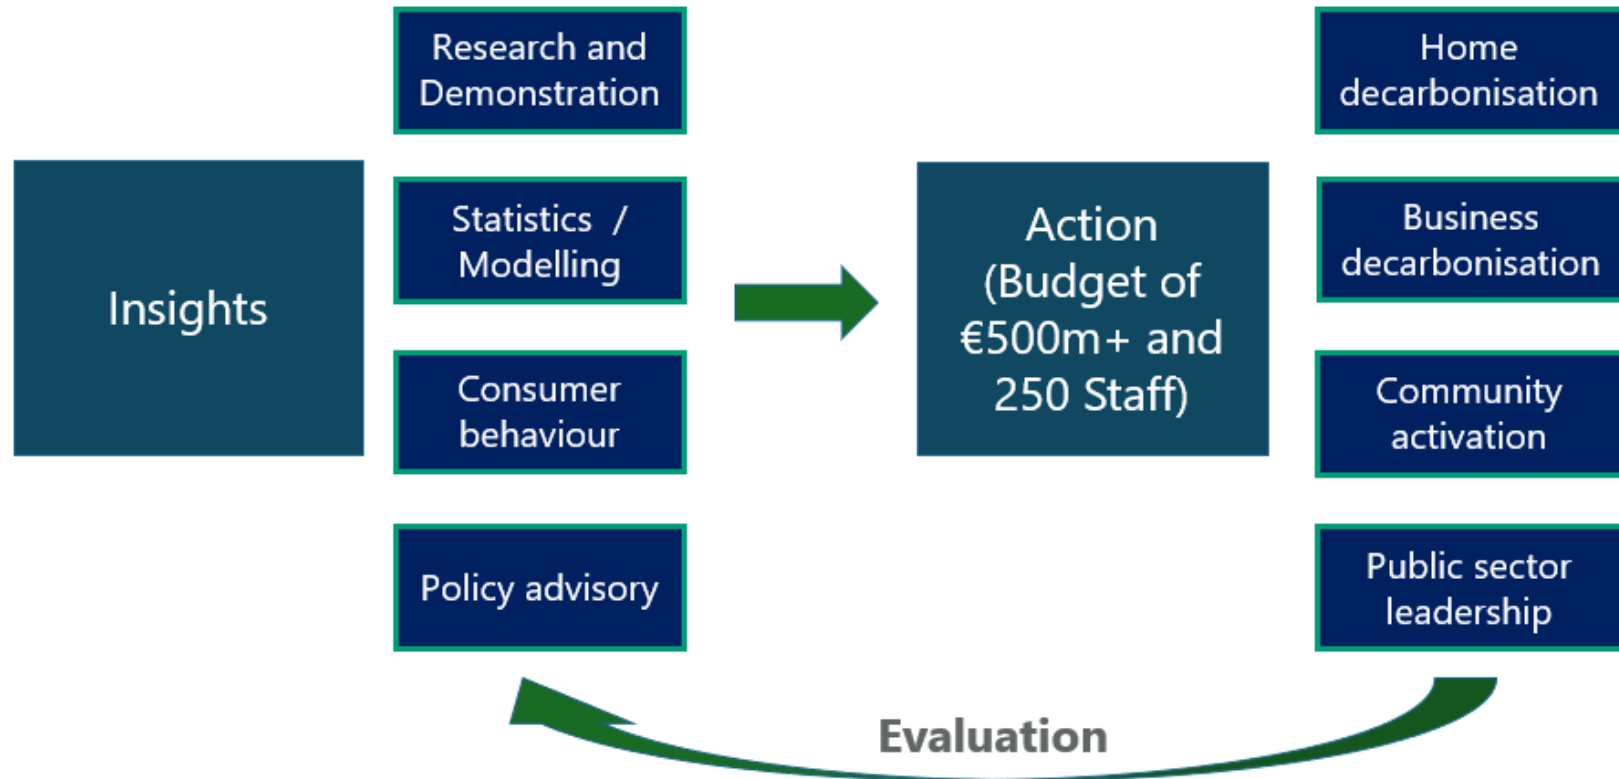 Insights
Research and
Demonstration
Statistics /
Modelling
Consumer
behaviour
Policy advisory
Action
(Budget of
€500m+ and
250 Staff)
Home
decarbonisation
Business
decarbonisation
Community
activation
Public sector
leadership
Evaluation